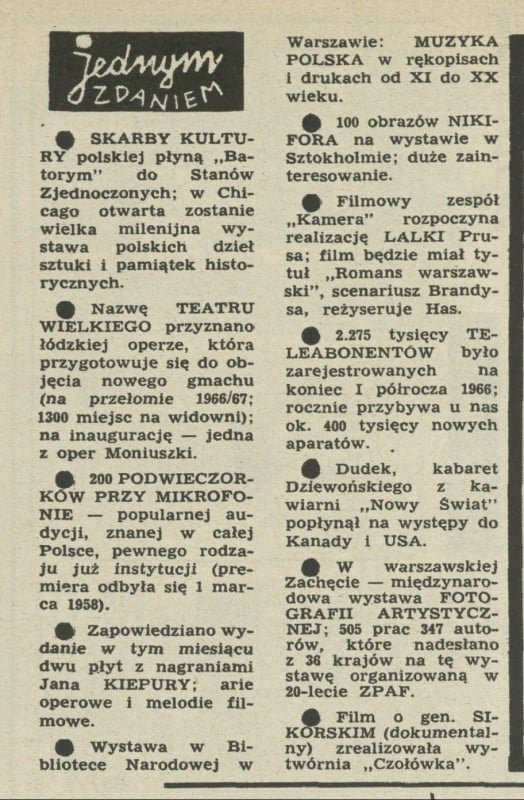 jednym
ZDANIEM
● SKARBY KULTU-
RY polskiej płyną „Ba-
torym" do Stanów
Zjednoczonych; w Chi-
cago otwarta zostanie
wielka milenijna wy-
stawa polskich dzieł
sztuki i pamiątek histo-
rycznych.
● Nazwę TEATRU
WIELKIEGO przyznano
łódzkiej operze, która
przygotowuje się do ob-
jęcia nowego gmachu
(na przełomie 1966/67;
1300 miejsc na widowni);
na inaugurację — jedna
z oper Moniuszki.
● 200 PODWIECZOR-
KÓW PRZY MIKROFO-
NIE — popularnej au-
dycji, znanej w całej
Polsce, pewnego rodza-
ju już instytucji (pre-
miera odbyła się 1 mar-
ca 1958).
● Zapowiedziano wy-
danie w tym miesiącu
dwu płyt z nagraniami
Jana KIEPURY; arie
operowe i melodie fil-
mowe.
● Wystawa w Bi-
bliotece Narodowej w
Warszawie: MUZYKA
POLSKA w rękopisach
i drukach od XI do XX
wieku.
● 100 obrazów NIKI-
FORA na wystawie w
Sztokholmie; duże zain-
teresowanie.
● Filmowy zespół
„Kamera" rozpoczyna
realizację LALKI Pru-
sa; film będzie miał ty-
tuł „Romans warszaw-
ski", scenariusz Brandy-
sa, reżyseruje Has.
● 2.275 tysięcy TE-
LEABONENTÓW było
zarejestrowanych na
koniec I półrocza 1966;
rocznie przybywa u nas
ok. 400 tysięcy nowych
aparatów.
● Dudek, kabaret
Dziewońskiego z ka-
wiarni „Nowy Świat"
popłynął na występy do
Kanady i USA.
● W warszawskiej
Zachęcie — międzynaro-
dowa wystawa FOTO-
GRAFII ARTYSTYCZ-
NEJ; 505 prac 347 auto-
rów, które nadesłano
z 36 krajów na tę wy-
stawę organizowaną w
20-lecie ZPAF.
● Film o gen. SI-
KORSKIM (dokumental-
ny) zrealizowała wy-
twórnia „Czołówka".